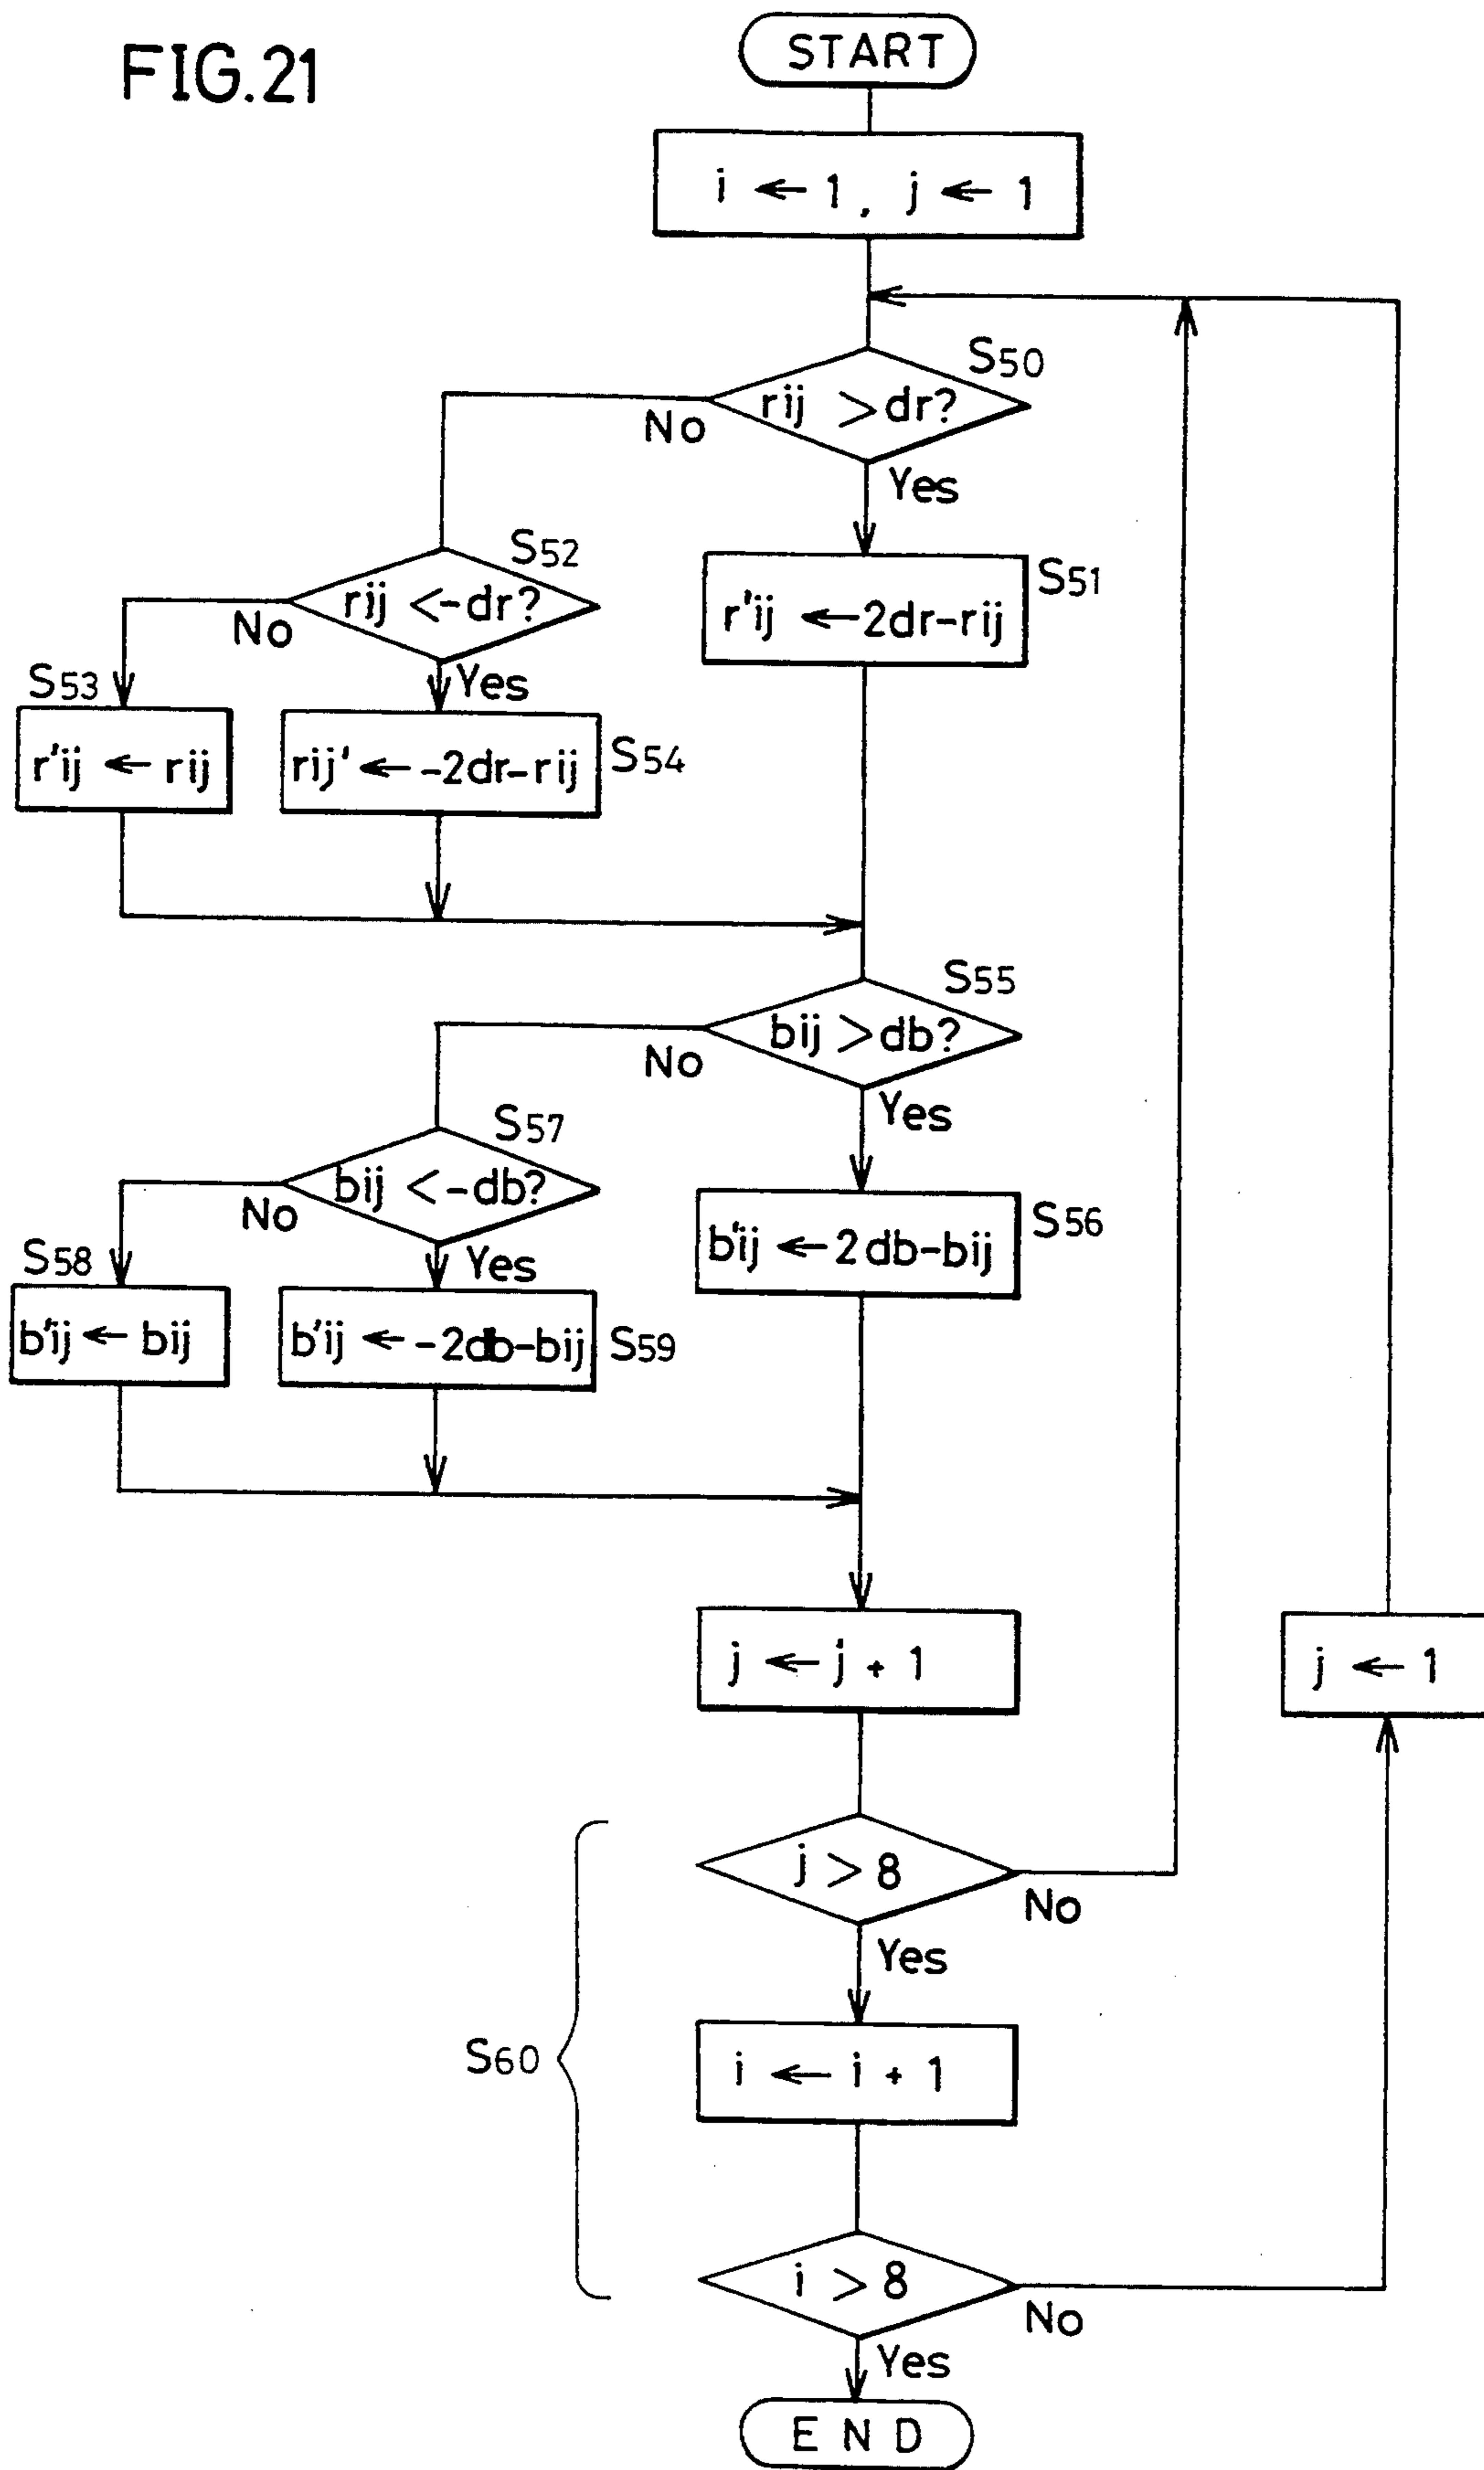 FIG.21
START
i ← 1, j ← 1
S50
rij > dr?
No
Yes
S52
rij <-dr?
No
Yes
S51
r'ij ← 2dr-rij
S53
r'ij ← rij
rij' ← -2dr-rij
S54
S55
bij > db?
No
Yes
S57
bij < -db?
No
Yes
S56
b'ij ← 2db-bij
S58
b'ij ← bij
b'ij ← -2db-bij
S59
j ← j + 1
j ← 1
j > 8
No
Yes
S60
i ← i + 1
i > 8
No
Yes
END